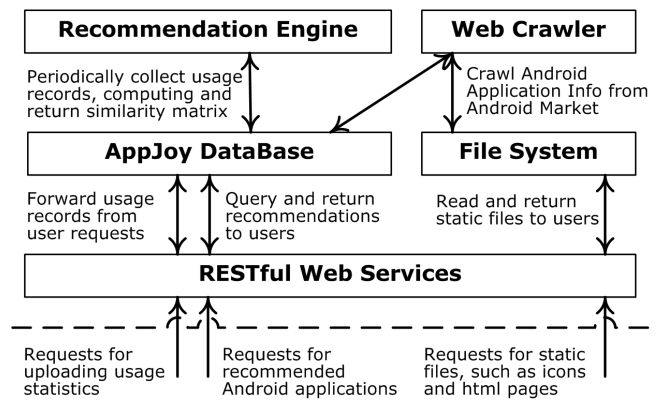 Recommendation Engine
Web Crawler
Periodically collect usage
records, computing and
return similarity matrix
Crawl Android
Application Info from
Android Market
AppJoy DataBase
File System
Forward usage
records from
user requests
Query and return
recommendations
to users
Read and return
static files to users
RESTful Web Services
Requests for
uploading usage
statistics
Requests for
recommended
Android applications
Requests for static
files, such as icons
and html pages